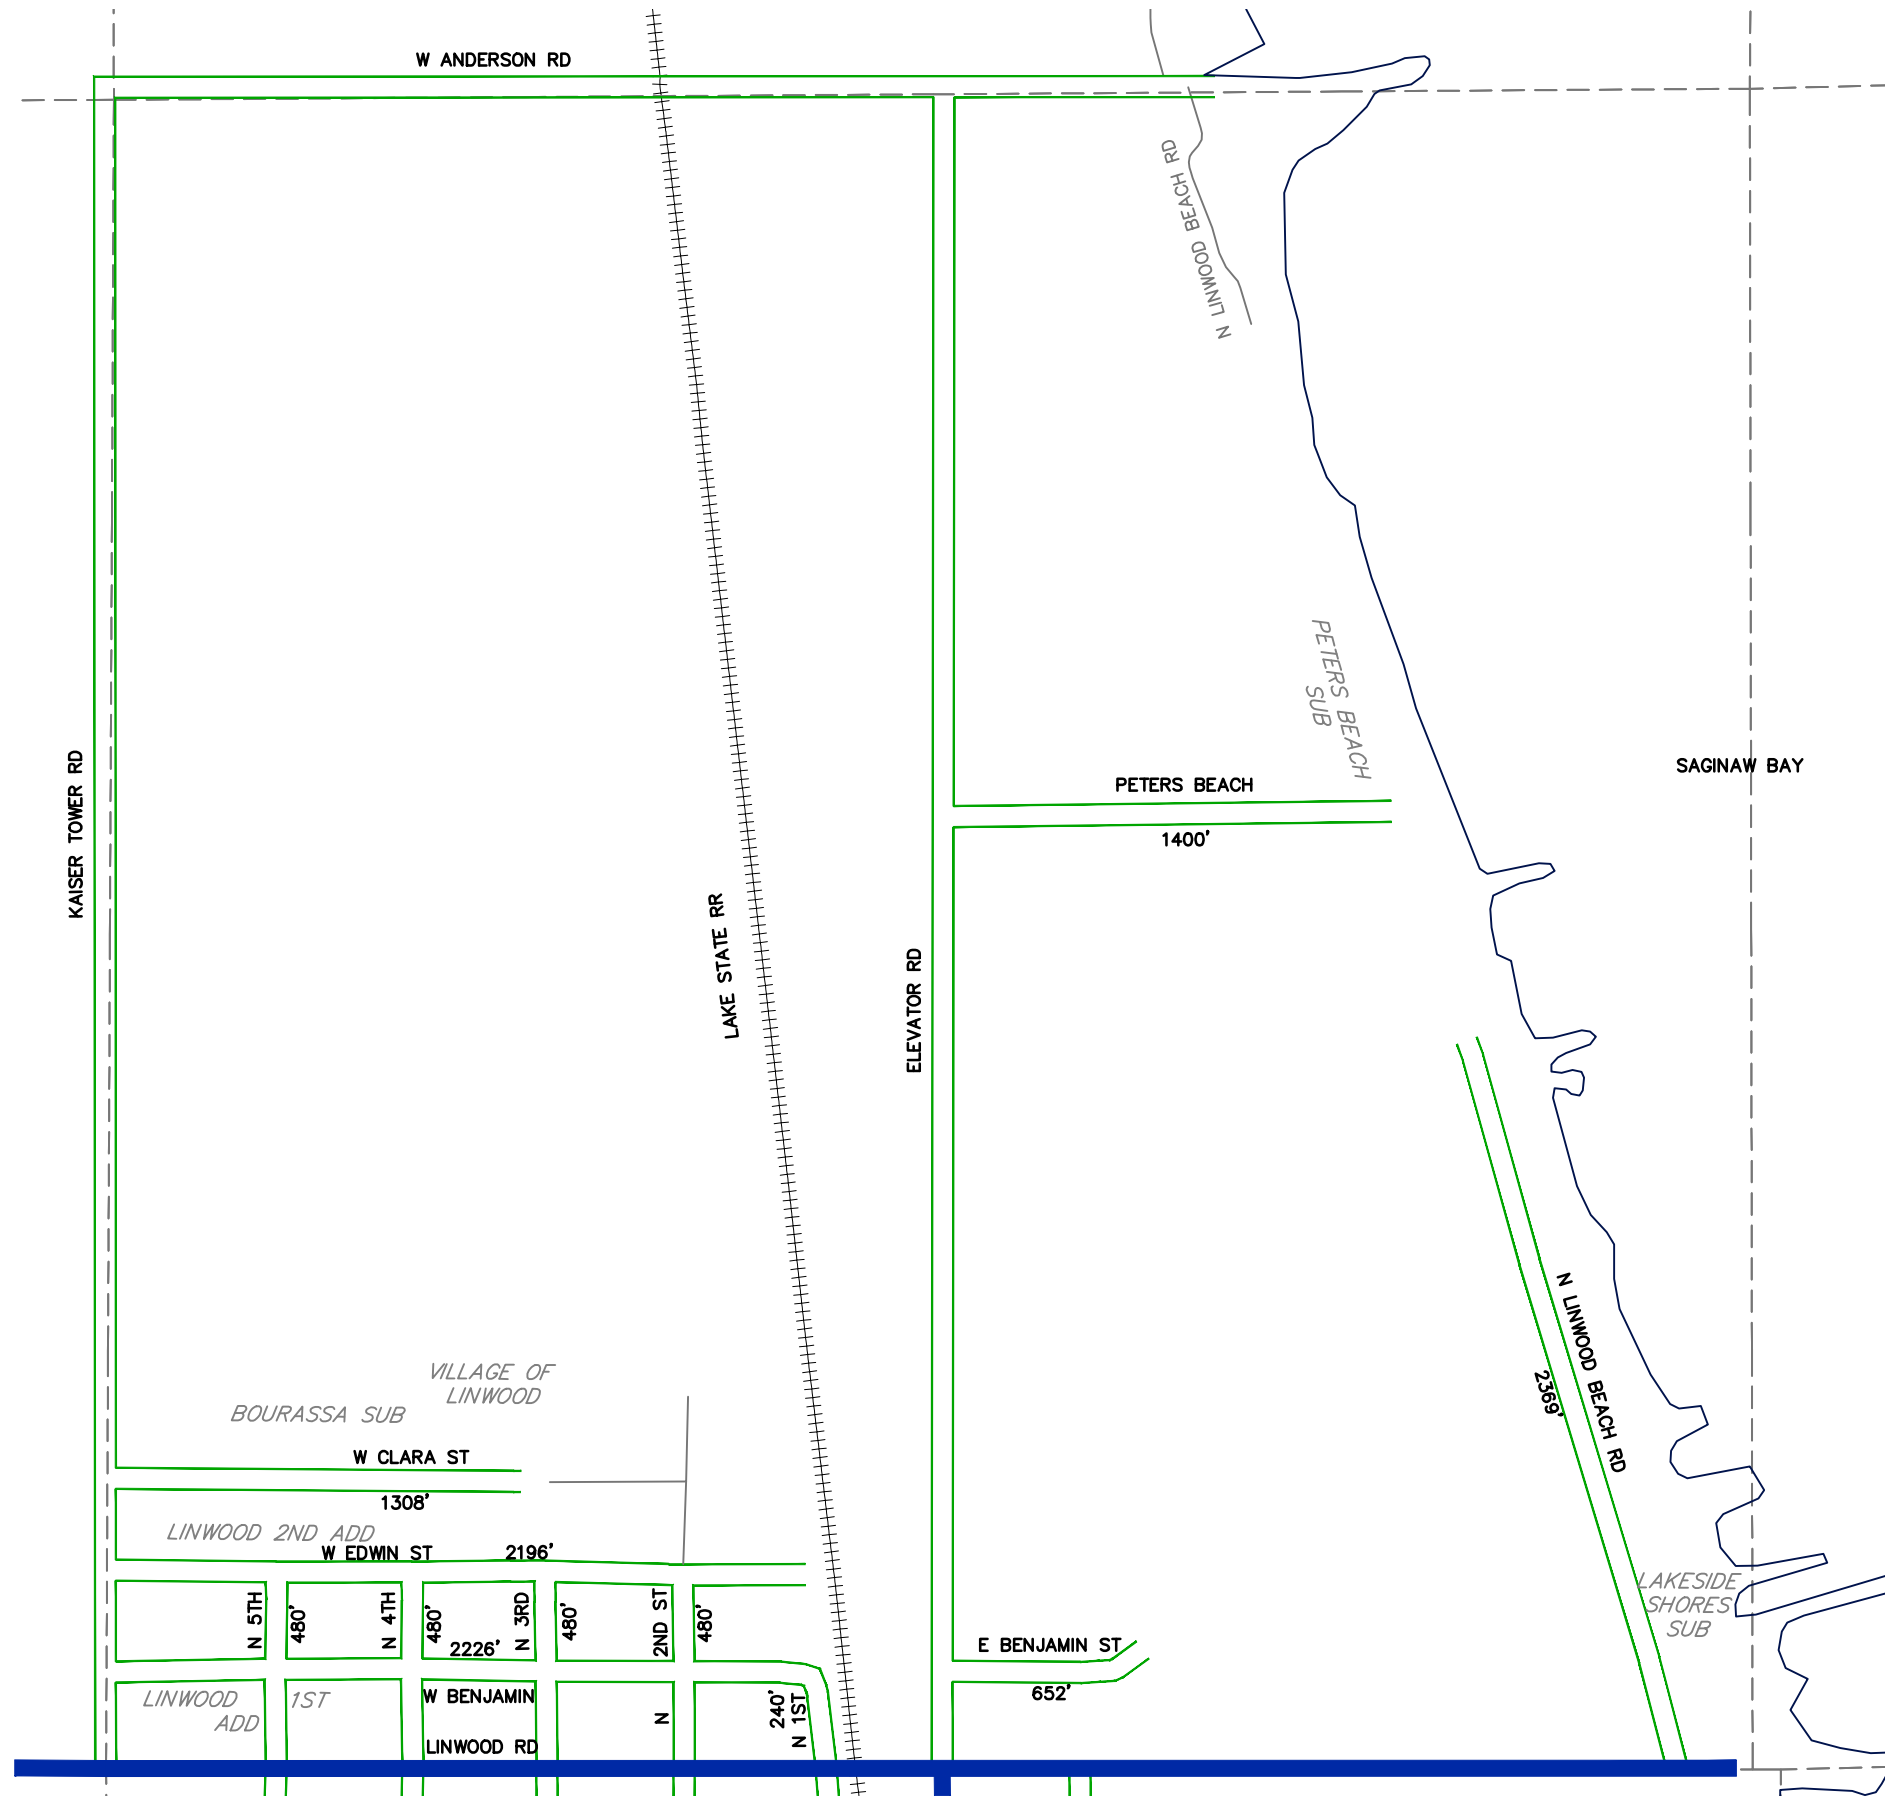 W ANDERSON RD
N LINWOOD BEACH RD
PETERS BEACH
SUB
SAGINAW BAY
PETERS BEACH
1400'
KAISER TOWER RD
LAKE STATE RR
ELEVATOR RD
N LINWOOD BEACH RD
2369'
VILLAGE OF
LINWOOD
BOURASSA SUB
W CLARA ST
1308'
LINWOOD 2ND ADD
W EDWIN ST
2196'
LAKESIDE
SHORES
SUB
N 5TH
480'
N 4TH
480'
N 3RD
480'
2ND ST
480'
2226'
E BENJAMIN ST
652'
LINWOOD 1ST
ADD
W BENJAMIN
N
240'
N 1ST
LINWOOD RD